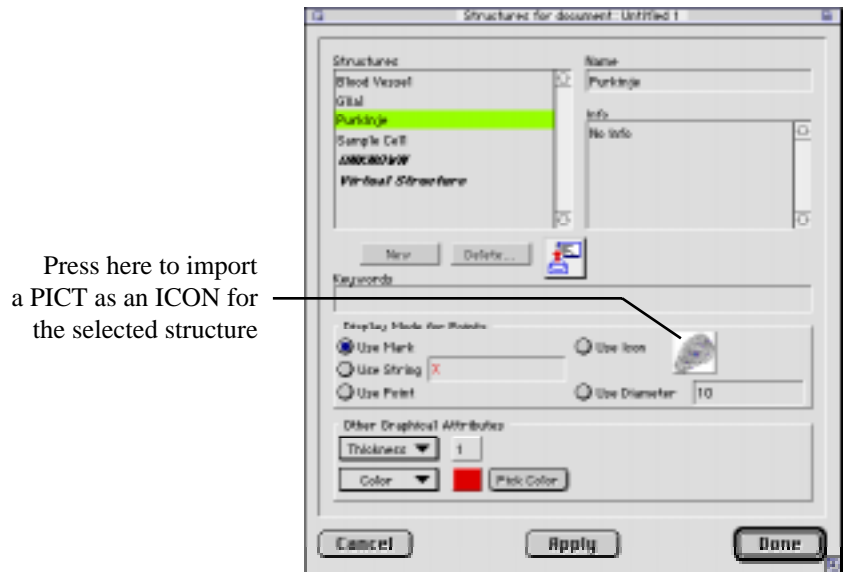 Structures for document: Untitled 1
Structures
Name
Blood Vessel
Purkinje
Glial
Purkinje
Info
Sample Cell
No Info
UNKNOWN
Virtual Structure
New
Delete...
Press here to import
a PICT as an ICON for
the selected structure
Keywords
Display Mode for Points
Use Mark
Use Icon
Use String X
Use Point
Use Diameter 10
Other Graphical Attributes
Thickness 1
Color
Pick Color
Cancel
Apply
Done